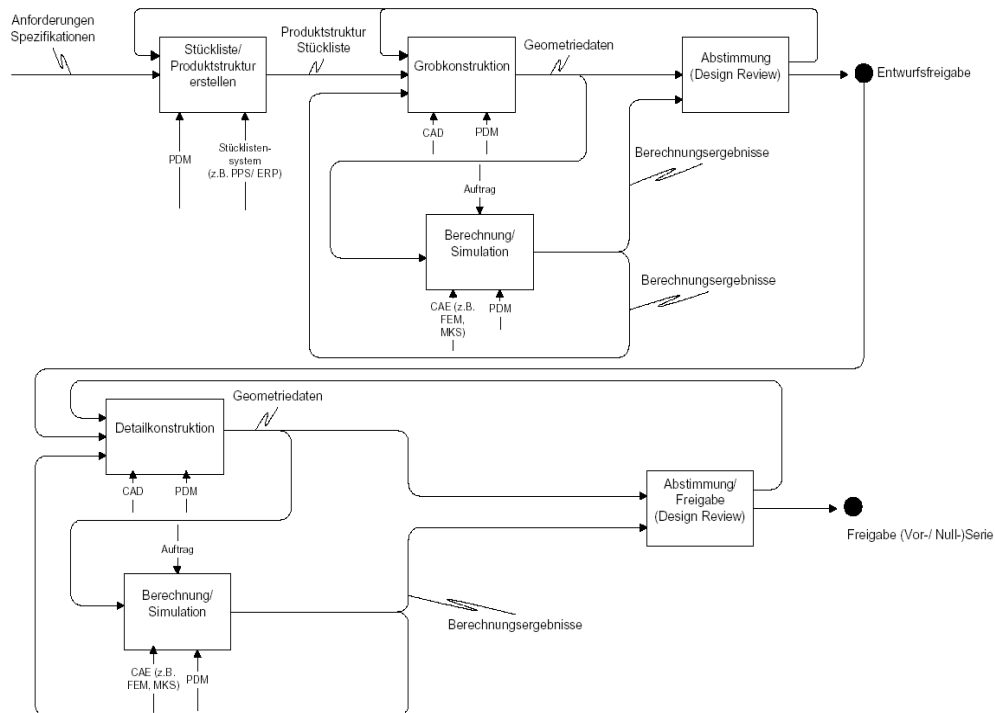 Anforderungen
Spezifikationen
Stückliste/
Produktstruktur
erstellen
Produktstruktur
Stückliste
Grobkonstruktion
Geometriedaten
Abstimmung
(Design Review)
Entwurfsfreigabe
PDM
Stücklisten-
system
(z.B. PPS/ ERP)
CAD
PDM
Berechnungsergebnisse
Auftrag
Berechnung/
Simulation
Berechnungsergebnisse
CAE (z.B.
FEM,
MKS)
PDM
Geometriedaten
Detailkonstruktion
CAD
PDM
Abstimmung/
Freigabe
(Design Review)
Freigabe (Vor-/ Null-)Serie
Auftrag
Berechnung/
Simulation
Berechnungsergebnisse
CAE (z.B.
FEM, MKS)
PDM